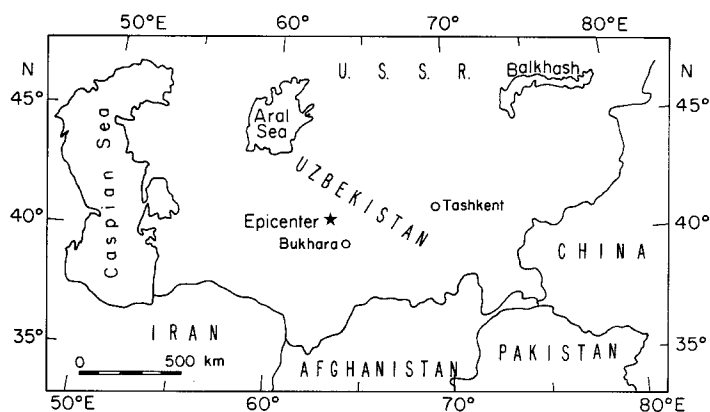 50°E 60° 70° 80°E
N U. S. S. R. Balkhash N
45° Aral Sea 45°
Caspian Sea
UZBEKISTAN
40° Epicenter Tashkent 40°
Bukhara
CHINA
35° IRAN 35°
0 500 km
AFGHANISTAN
PAKISTAN
50°E 60° 70° 80°E